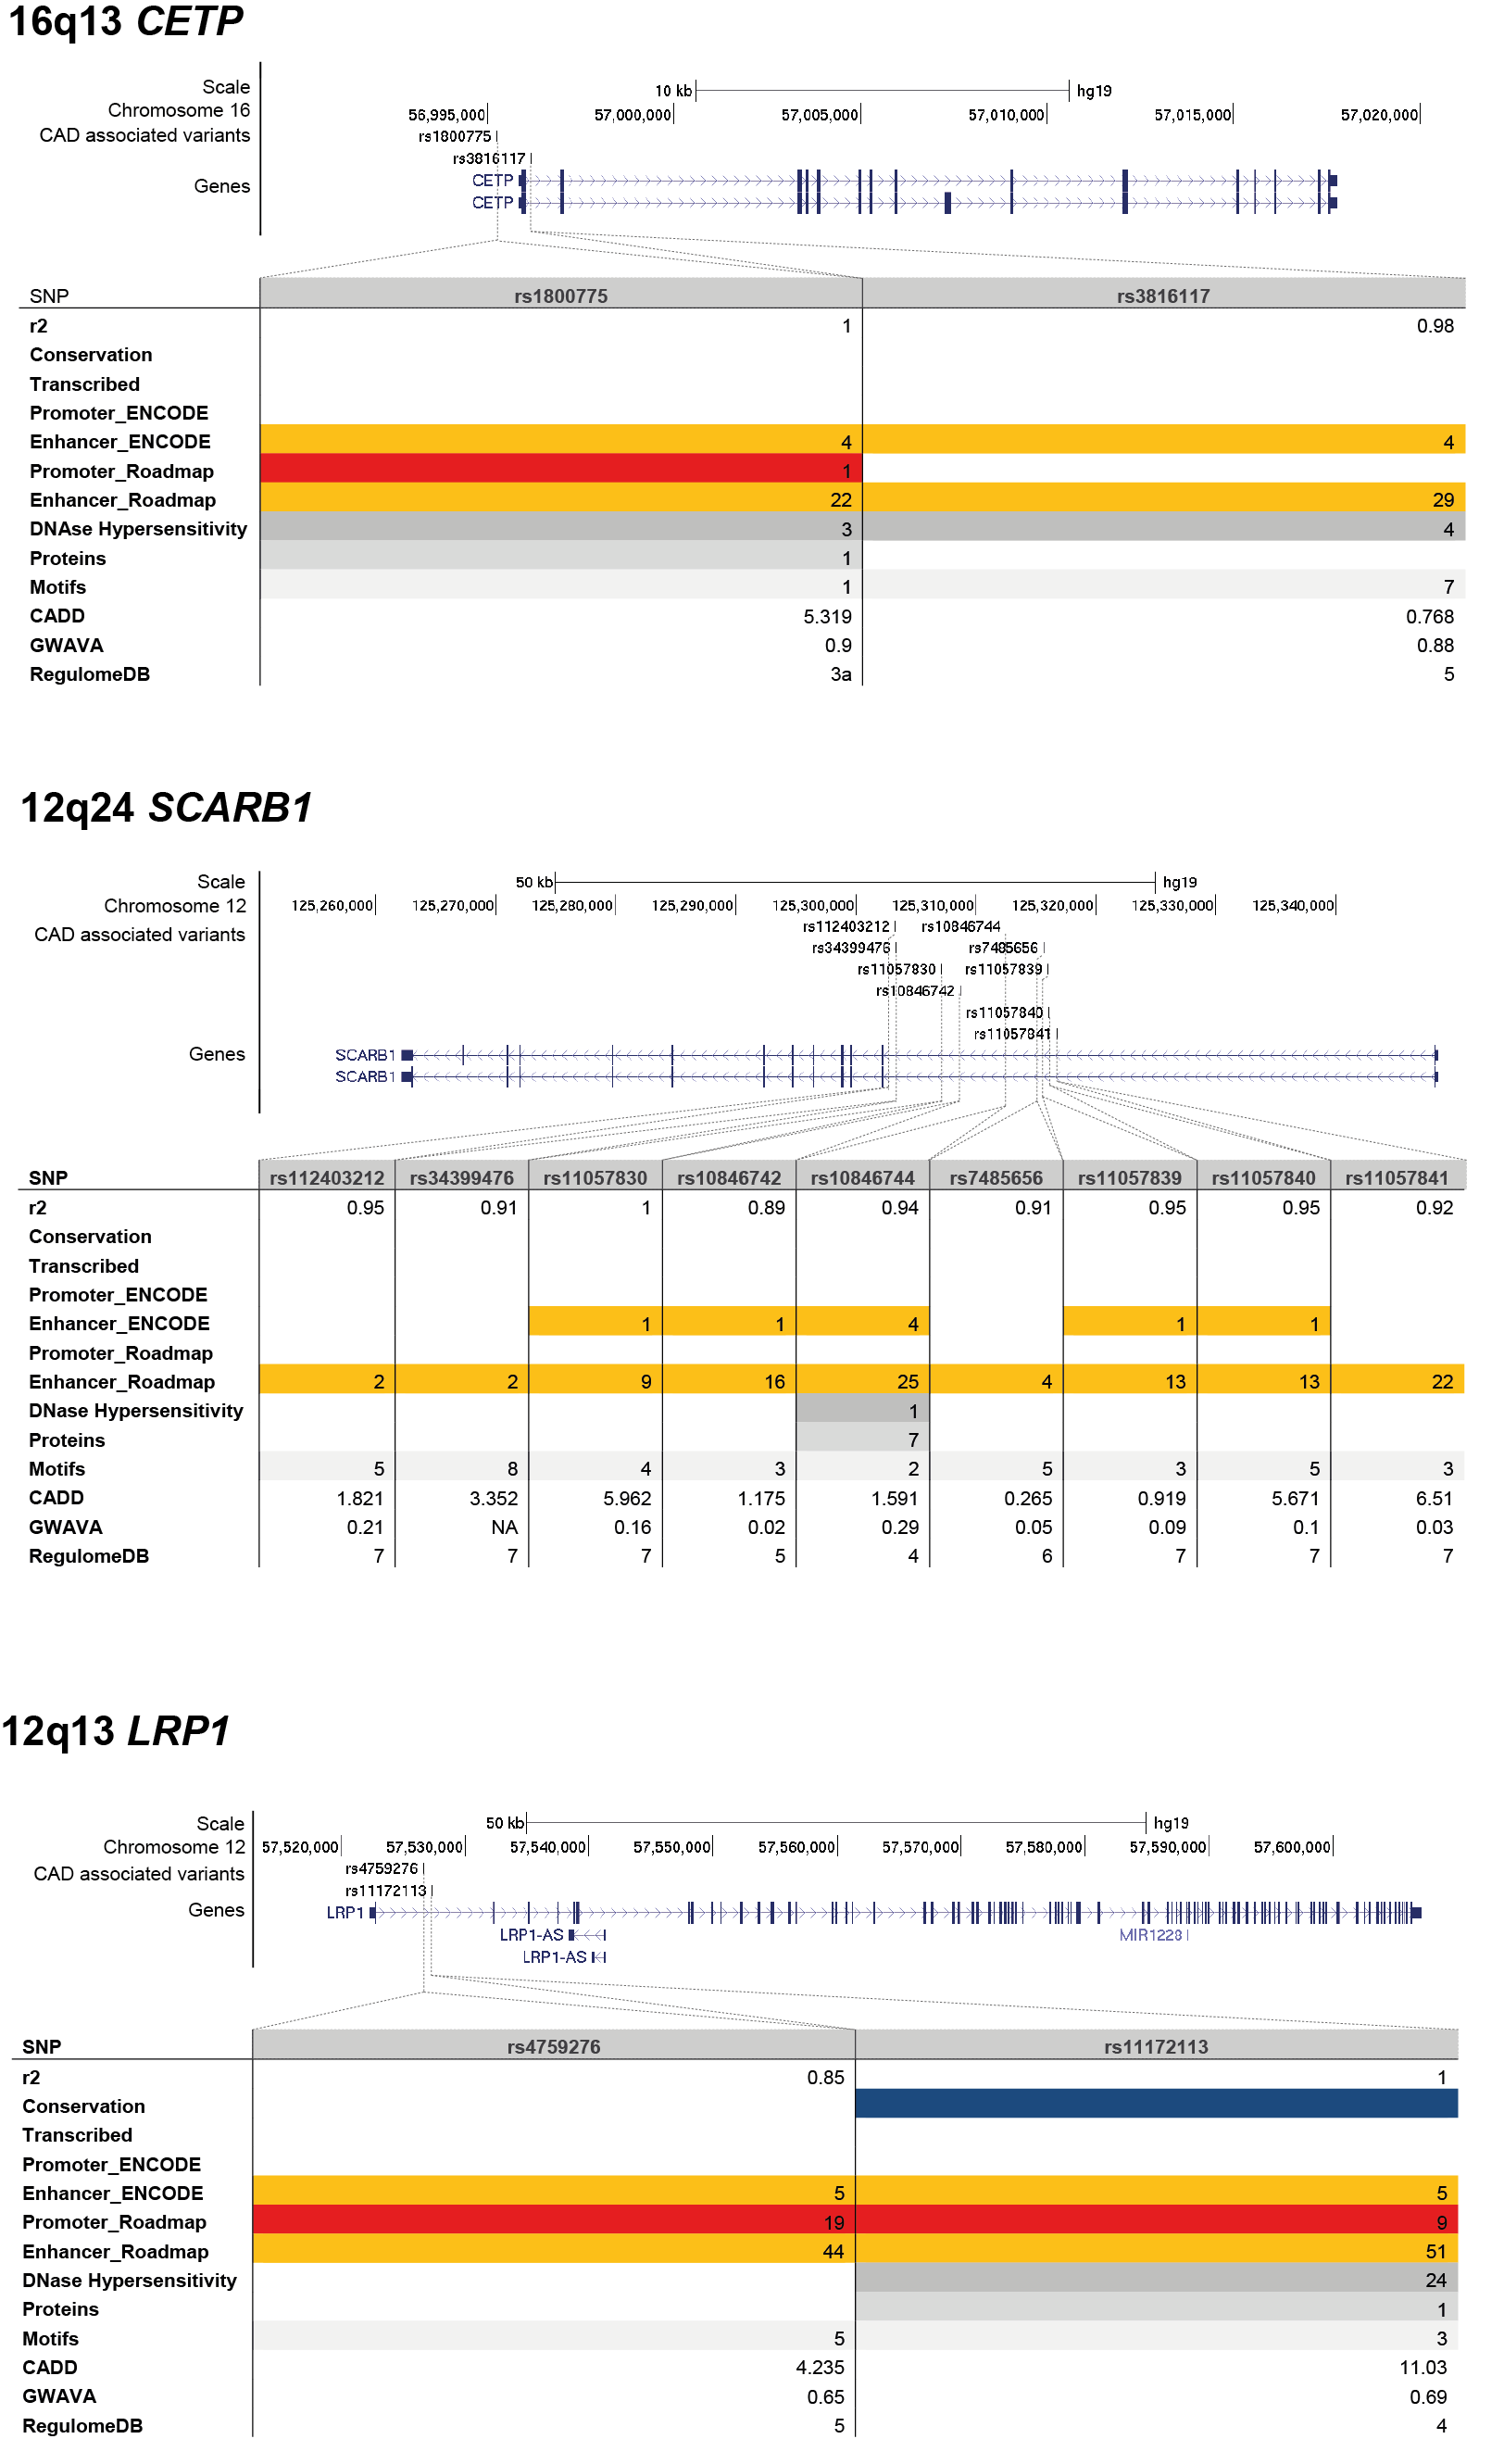 16q13 CETP
Scale 10 kb hg19
Chromosome 16 56,995,000 57,000,000 57,005,000 57,010,000 57,015,000 57,020,000
CAD associated variants rs1800775
rs3816117
Genes CETP
CETP
SNP rs1800775 rs3816117
r2 1 0.98
Conservation
Transcribed
Promoter_ENCODE
Enhancer_ENCODE 4 4
Promoter_Roadmap 1
Enhancer_Roadmap 22 29
DNAse Hypersensitivity 3 4
Proteins 1
Motifs 1 7
CADD 5.319 0.768
GWAVA 0.9 0.88
RegulomeDB 3a 5
12q24 SCARB1
Scale 50 kb hg19
Chromosome 12 125,260,000 125,270,000 125,280,000 125,290,000 125,300,000 125,310,000 125,320,000 125,330,000 125,340,000
CAD associated variants rs112403212 rs10846744
rs34399476 rs7485656
rs11057830 rs11057839
rs10846742
rs11057840
rs11057841
Genes SCARB1
SCARB1
SNP rs112403212 rs34399476 rs11057830 rs10846742 rs10846744 rs7485656 rs11057839 rs11057840 rs11057841
r2 0.95 0.91 1 0.89 0.94 0.91 0.95 0.95 0.92
Conservation
Transcribed
Promoter_ENCODE
Enhancer_ENCODE 1 1 4 1 1
Promoter_Roadmap
Enhancer_Roadmap 2 2 9 16 25 4 13 13 22
DNase Hypersensitivity 1
Proteins 7
Motifs 5 8 4 3 2 5 3 5 3
CADD 1.821 3.352 5.962 1.175 1.591 0.265 0.919 5.671 6.51
GWAVA 0.21 NA 0.16 0.02 0.29 0.05 0.09 0.1 0.03
RegulomeDB 7 7 7 5 4 6 7 7 7
12q13 LRP1
Scale 50 kb hg19
Chromosome 12 57,520,000 57,530,000 57,540,000 57,550,000 57,560,000 57,570,000 57,580,000 57,590,000 57,600,000
CAD associated variants rs4759276
rs11172113
Genes LRP1
LRP1-AS MIR1228
LRP1-AS
SNP rs4759276 rs11172113
r2 0.85 1
Conservation
Transcribed
Promoter_ENCODE
Enhancer_ENCODE 5 5
Promoter_Roadmap 19 9
Enhancer_Roadmap 44 51
DNase Hypersensitivity 24
Proteins 1
Motifs 5 3
CADD 4.235 11.03
GWAVA 0.65 0.69
RegulomeDB 5 4